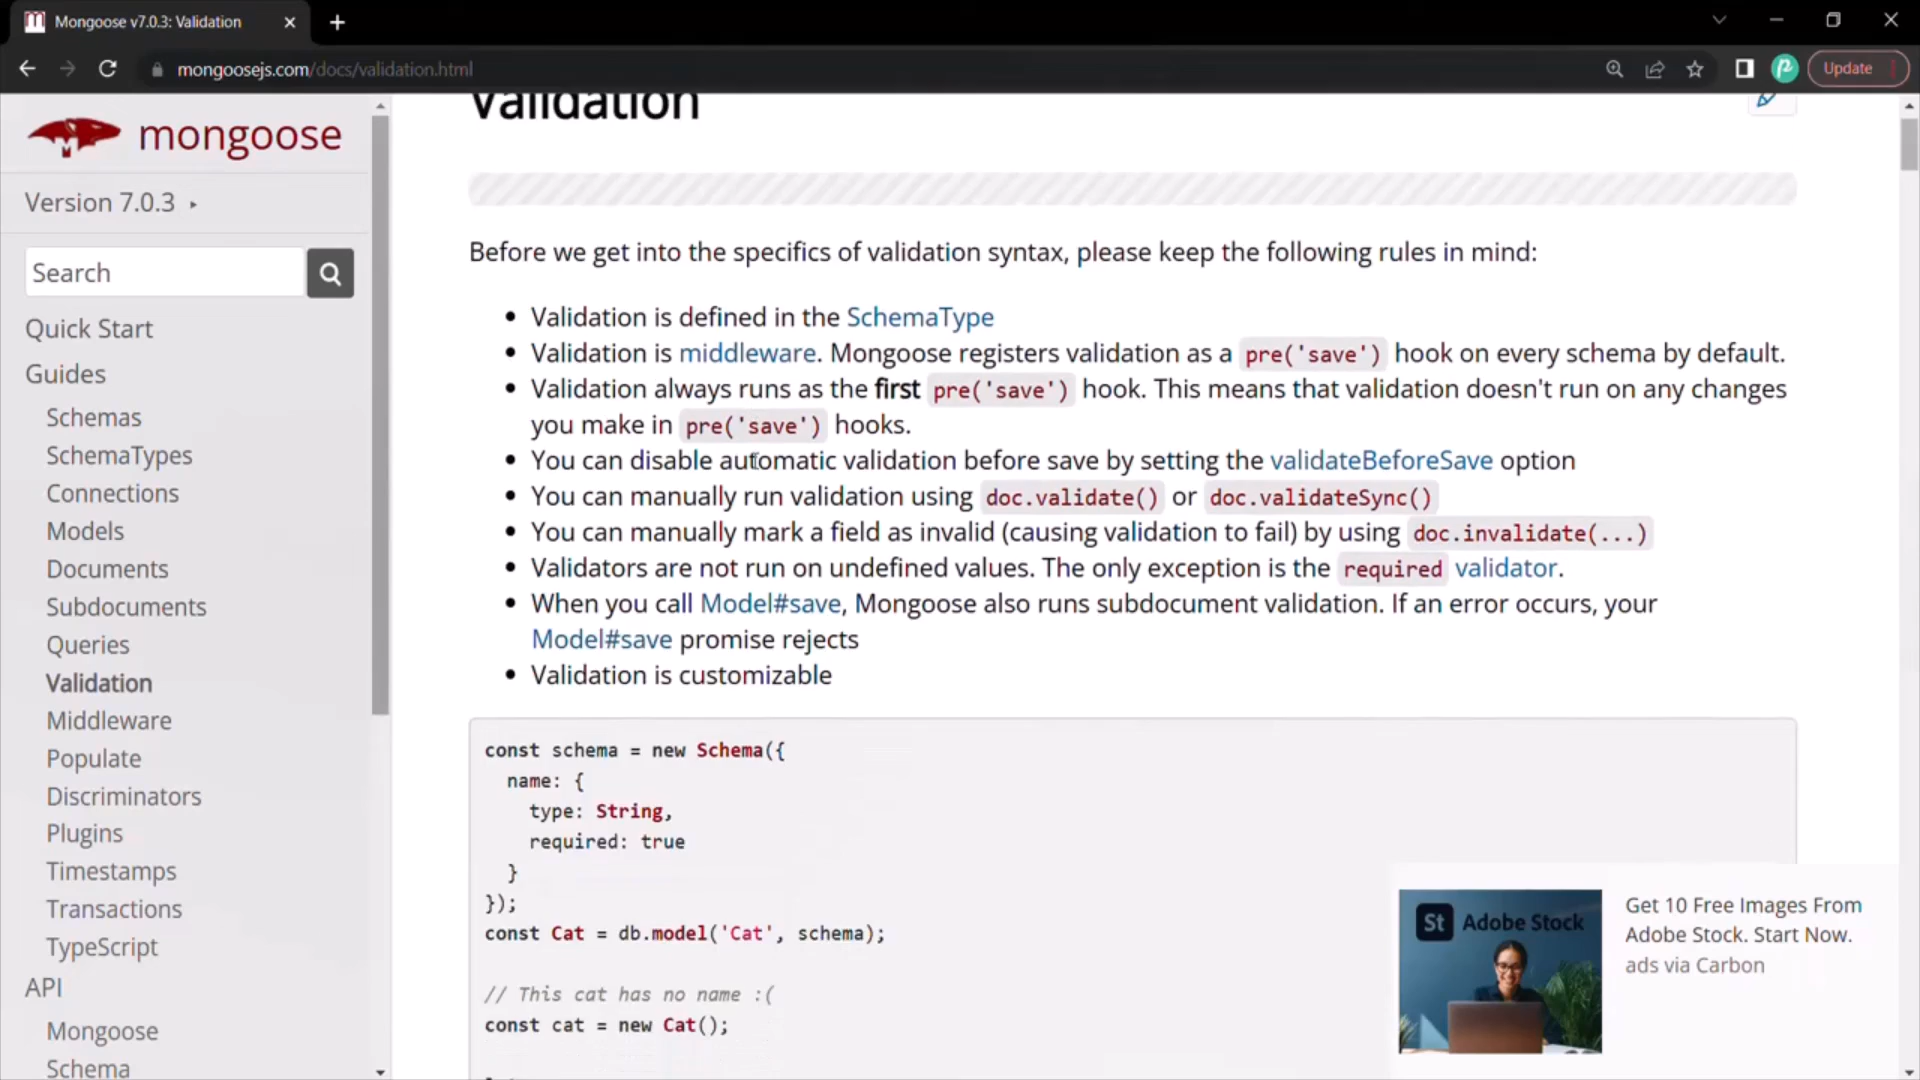 Mongoose v7.0.3: Validation
mongoosejs.com/docs/validation.html
Update
mongoose
Version 7.0.3
Search
Quick Start
Guides
Schemas
SchemaTypes
Connections
Models
Documents
Subdocuments
Queries
Validation
Middleware
Populate
Discriminators
Plugins
Timestamps
Transactions
TypeScript
API
Mongoose
Schema
Validation
Before we get into the specifics of validation syntax, please keep the following rules in mind:
• Validation is defined in the SchemaType
• Validation is middleware. Mongoose registers validation as a pre('save') hook on every schema by default.
• Validation always runs as the first pre('save') hook. This means that validation doesn't run on any changes
you make in pre('save') hooks.
• You can disable automatic validation before save by setting the validateBeforeSave option
• You can manually run validation using doc.validate() or doc.validateSync()
• You can manually mark a field as invalid (causing validation to fail) by using doc.invalidate(...)
• Validators are not run on undefined values. The only exception is the required validator.
• When you call Model#save, Mongoose also runs subdocument validation. If an error occurs, your
Model#save promise rejects
• Validation is customizable
const schema = new Schema({
name: {
type: String,
required: true
}
});
const Cat = db.model('Cat', schema);
// This cat has no name :(
const cat = new Cat();
St Adobe Stock
Get 10 Free Images From
Adobe Stock. Start Now.
ads via Carbon